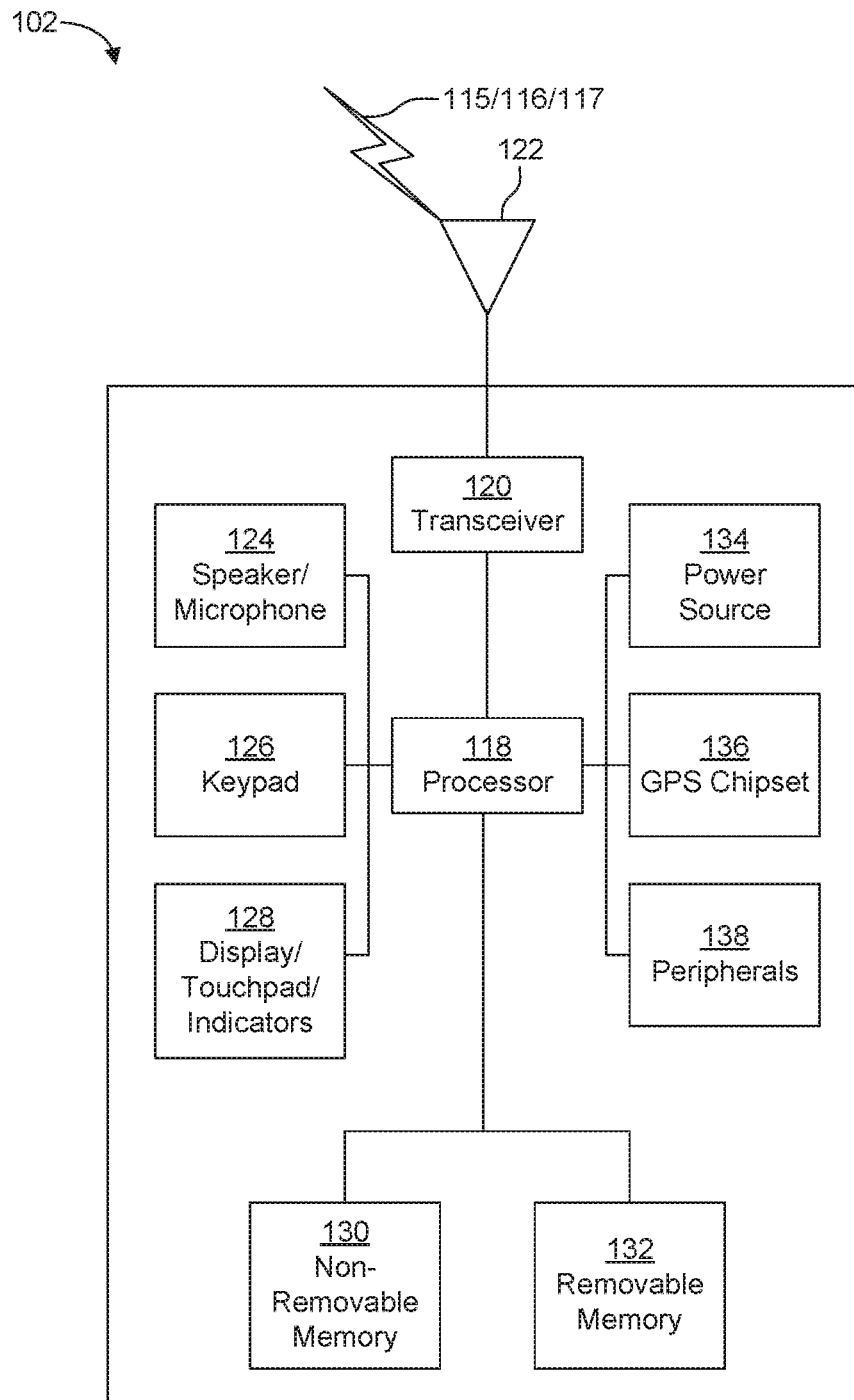 102
115/116/117
122
120
Transceiver
124
Speaker/
Microphone
134
Power
Source
126
Keypad
118
Processor
136
GPS Chipset
128
Display/
Touchpad/
Indicators
138
Peripherals
130
Non-
Removable
Memory
132
Removable
Memory